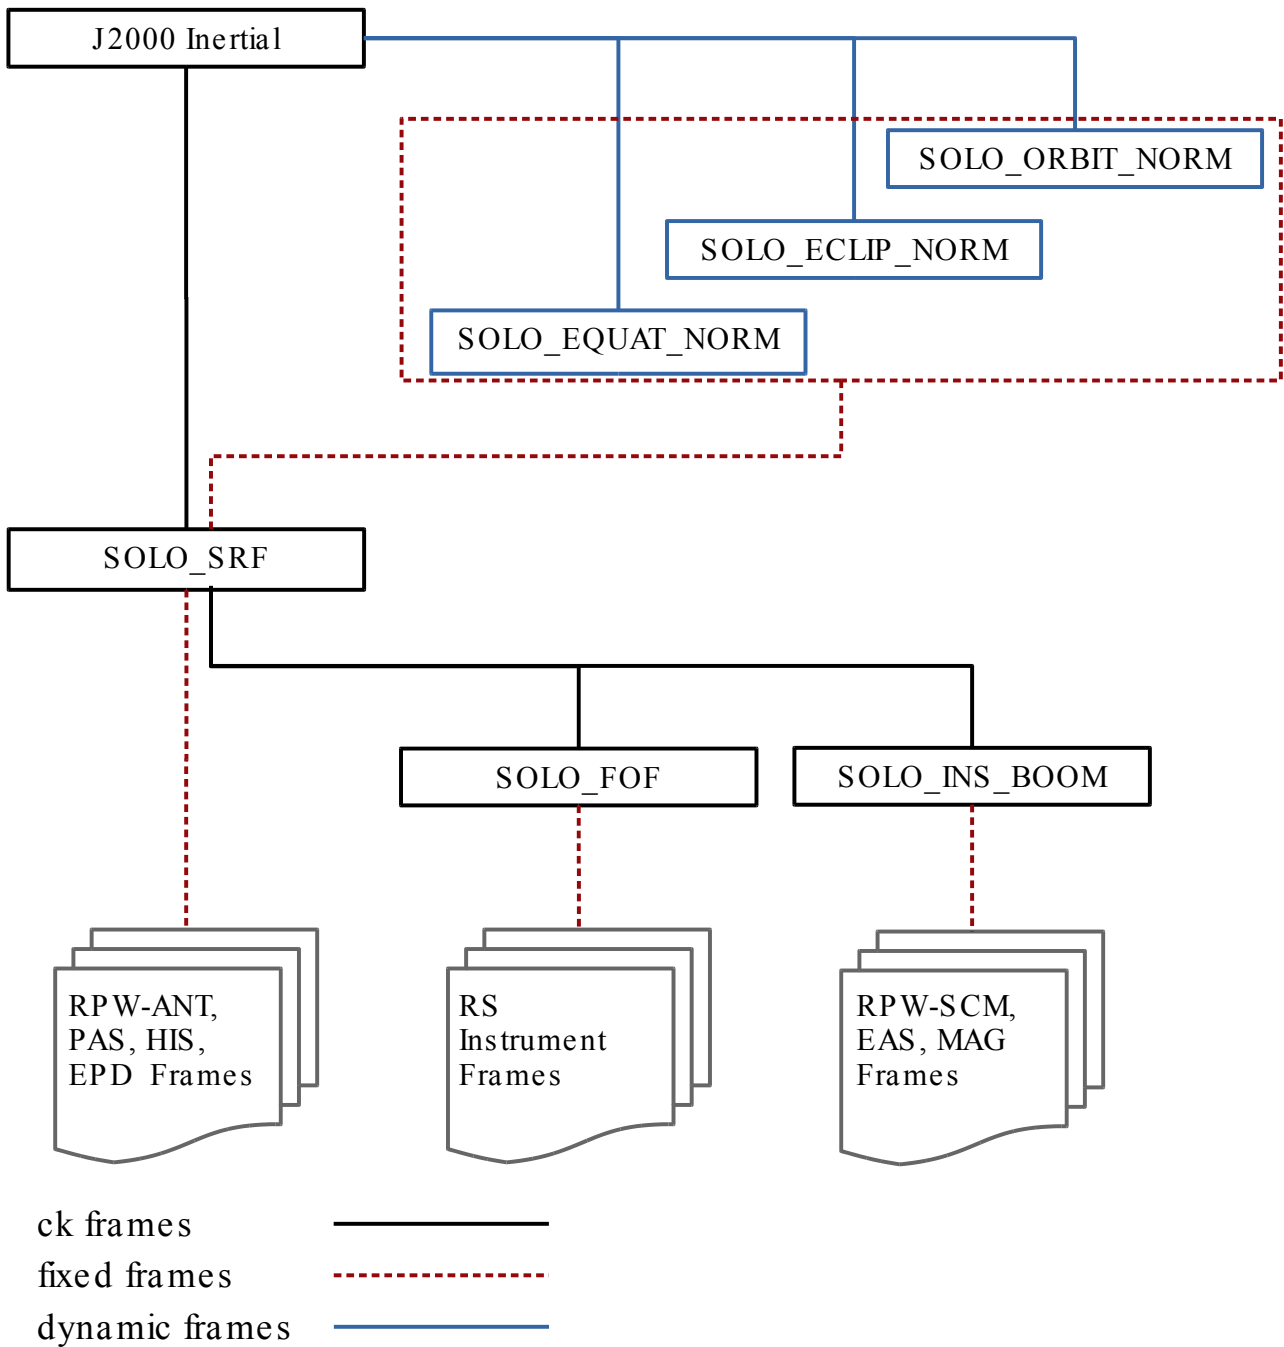 J2000 Inertial
SOLO_ORBIT_NORM
SOLO_ECLIP_NORM
SOLO_EQUAT_NORM
SOLO_SRF
SOLO_FOF
SOLO_INS_BOOM
RPW-ANT,
PAS, HIS,
EPD Frames
RS
Instrument
Frames
RPW-SCM,
EAS, MAG
Frames
ck frames
fixed frames
dynamic frames